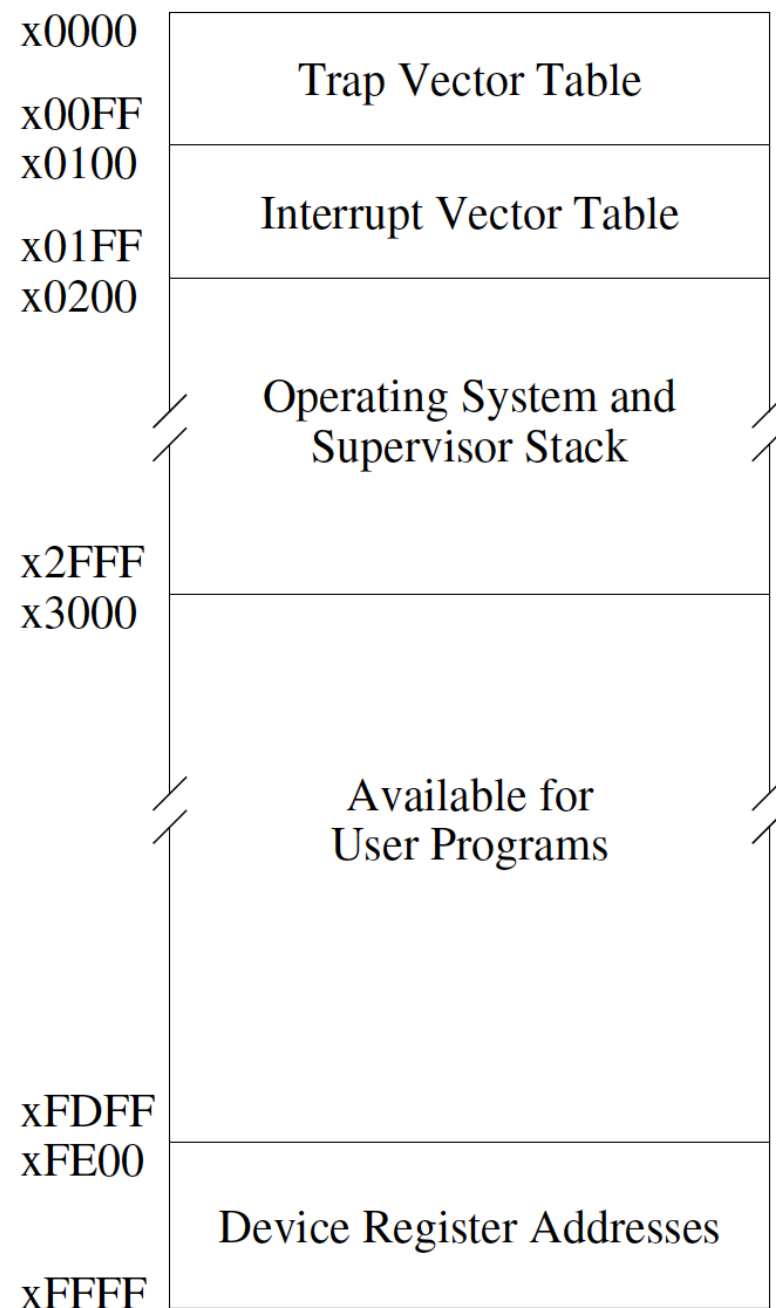 x0000
Trap Vector Table
x00FF
x0100
Interrupt Vector Table
x01FF
x0200
Operating System and
Supervisor Stack
x2FFF
x3000
Available for
User Programs
xFDFF
xFE00
Device Register Addresses
xFFFF